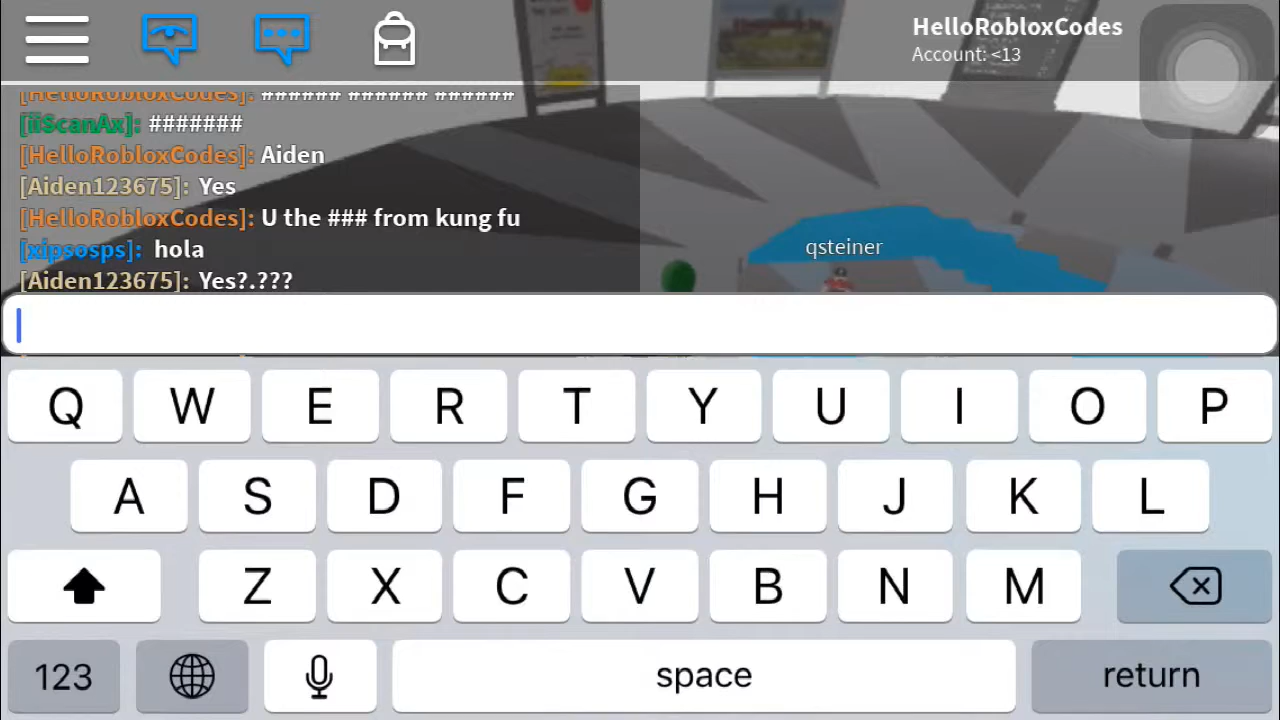 HelloRobloxCodes
Account: <13
[HelloRobloxCodes]: ###### ###### ######
[iiScanAx]: #######
[HelloRobloxCodes]: Aiden
[Aiden123675]: Yes
[HelloRobloxCodes]: U the ### from kung fu
[xipsosps]: hola
[Aiden123675]: Yes?.???
qsteiner
Q W E R T Y U I O P
A S D F G H J K L
Z X C V B N M
123 space return